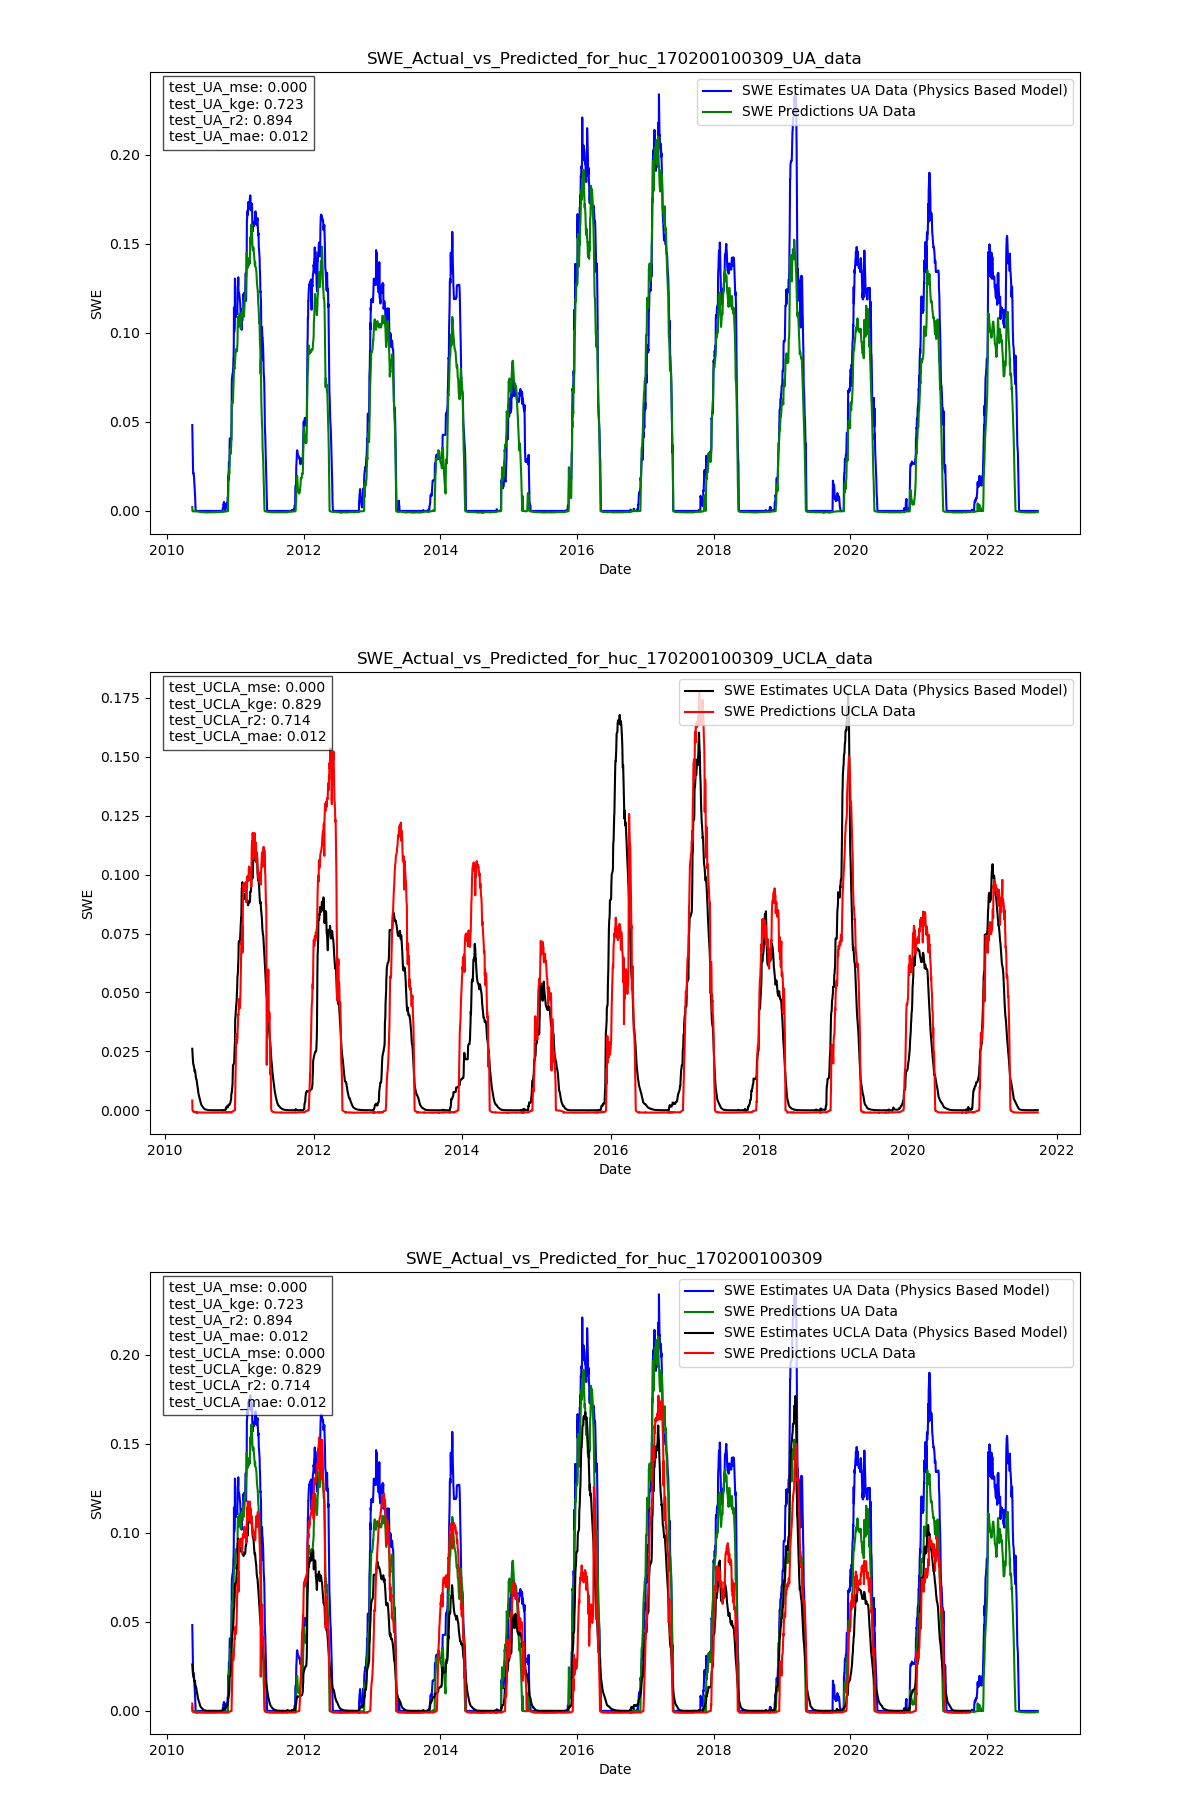 SWE_Actual_vs_Predicted_for_huc_170200100309_UA_data
test_UA_mse: 0.000
test_UA_kge: 0.723
test_UA_r2: 0.894
test_UA_mae: 0.012
SWE Estimates UA Data (Physics Based Model)
SWE Predictions UA Data
0.20
0.15
0.10
0.05
0.00
SWE
2010 2012 2014 2016 2018 2020 2022
Date
SWE_Actual_vs_Predicted_for_huc_170200100309_UCLA_data
test_UCLA_mse: 0.000
test_UCLA_kge: 0.829
test_UCLA_r2: 0.714
test_UCLA_mae: 0.012
SWE Estimates UCLA Data (Physics Based Model)
SWE Predictions UCLA Data
0.175
0.150
0.125
0.100
0.075
0.050
0.025
0.000
SWE
2010 2012 2014 2016 2018 2020 2022
Date
SWE_Actual_vs_Predicted_for_huc_170200100309
test_UA_mse: 0.000
test_UA_kge: 0.723
test_UA_r2: 0.894
test_UA_mae: 0.012
test_UCLA_mse: 0.000
test_UCLA_kge: 0.829
test_UCLA_r2: 0.714
test_UCLA_mae: 0.012
SWE Estimates UA Data (Physics Based Model)
SWE Predictions UA Data
SWE Estimates UCLA Data (Physics Based Model)
SWE Predictions UCLA Data
0.20
0.15
0.10
0.05
0.00
SWE
2010 2012 2014 2016 2018 2020 2022
Date